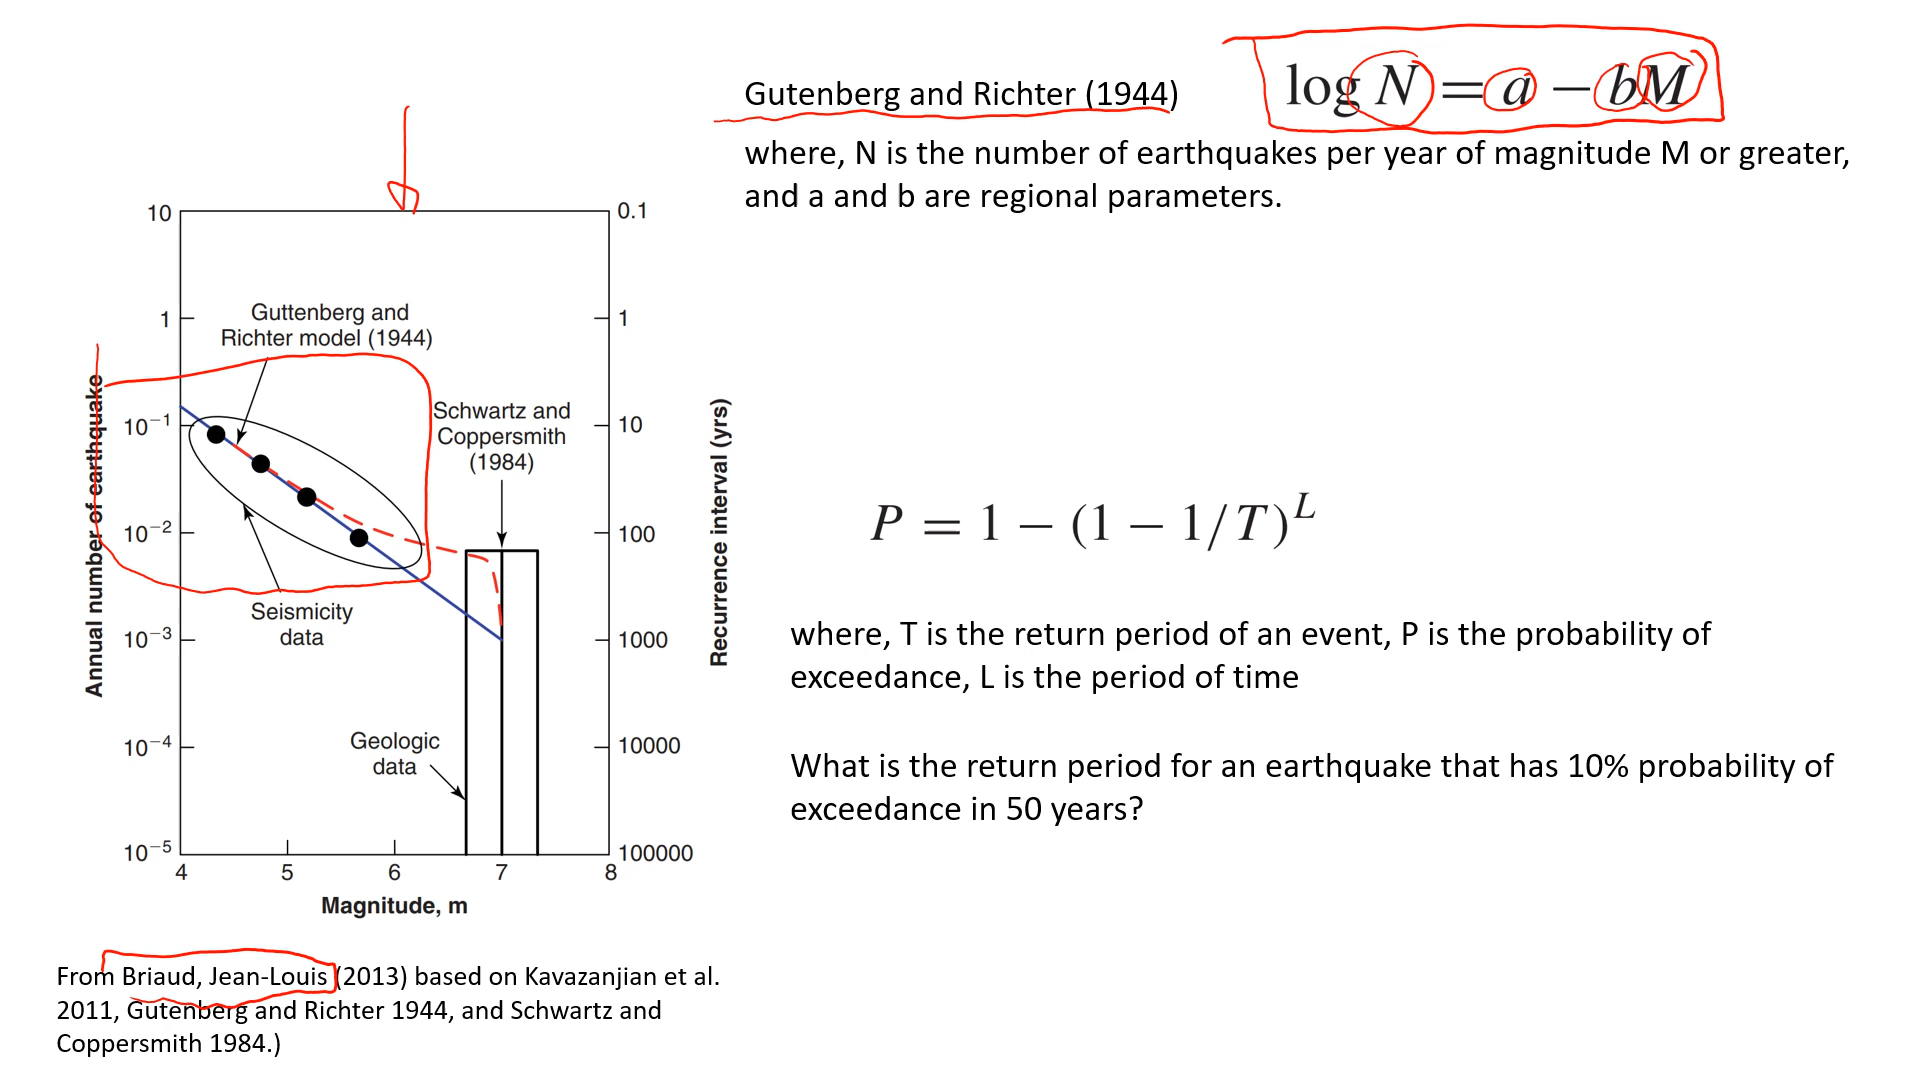 Gutenberg and Richter (1944)
log N = a − bM
where, N is the number of earthquakes per year of magnitude M or greater,
and a and b are regional parameters.
10
1
10⁻¹
10⁻²
10⁻³
10⁻⁴
10⁻⁵
Annual number of earthquake
0.1
1
10
100
1000
10000
100000
Recurrence interval (yrs)
Guttenberg and
Richter model (1944)
Schwartz and
Coppersmith
(1984)
Seismicity
data
Geologic
data
4 5 6 7 8
Magnitude, m
From Briaud, Jean-Louis (2013) based on Kavazanjian et al.
2011, Gutenberg and Richter 1944, and Schwartz and
Coppersmith 1984.)
P = 1 − (1 − 1/T)ᴸ
where, T is the return period of an event, P is the probability of
exceedance, L is the period of time
What is the return period for an earthquake that has 10% probability of
exceedance in 50 years?